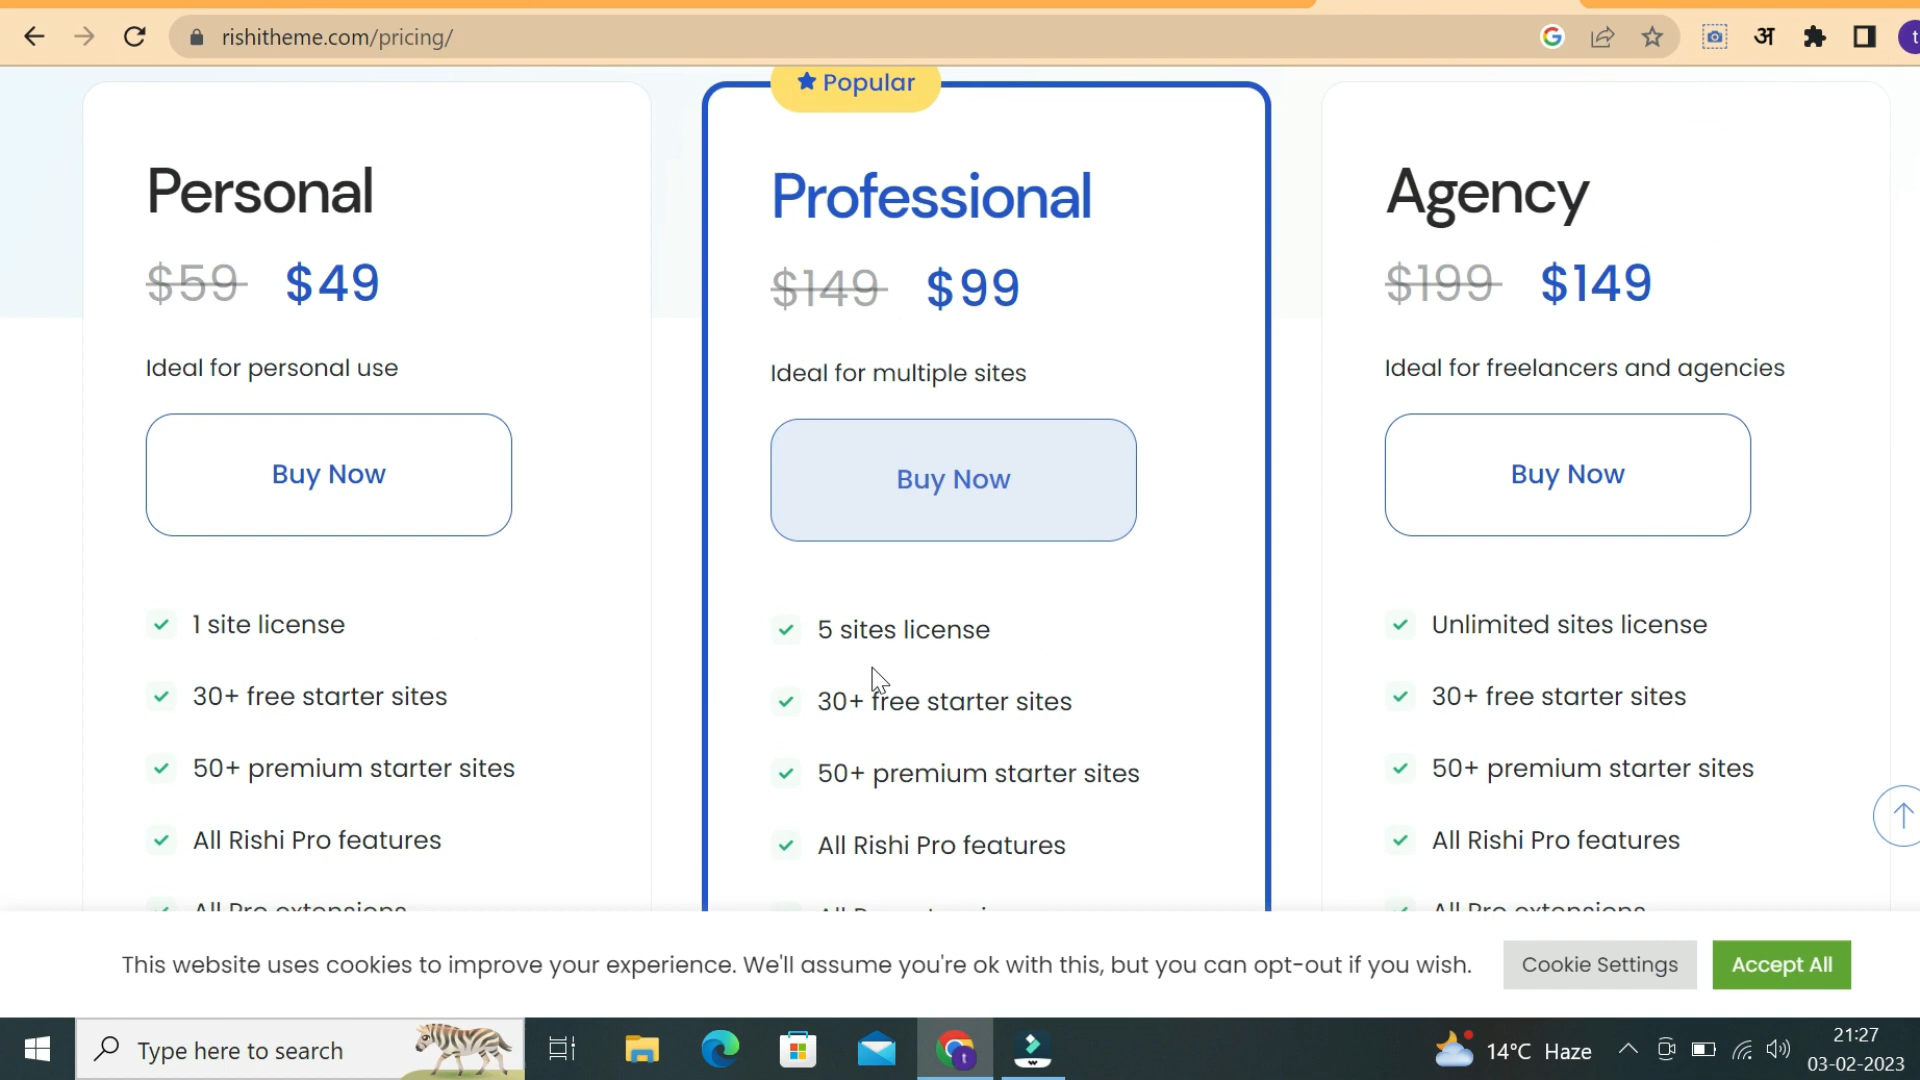 rishitheme.com/pricing/
अ
t
Popular
Personal
$59 $49
Ideal for personal use
Buy Now
1 site license
30+ free starter sites
50+ premium starter sites
All Rishi Pro features
All Pro extensions
Professional
$149 $99
Ideal for multiple sites
Buy Now
5 sites license
30+ free starter sites
50+ premium starter sites
All Rishi Pro features
Agency
$199 $149
Ideal for freelancers and agencies
Buy Now
Unlimited sites license
30+ free starter sites
50+ premium starter sites
All Rishi Pro features
All Pro extensions
This website uses cookies to improve your experience. We'll assume you're ok with this, but you can opt-out if you wish.
Cookie Settings
Accept All
Type here to search
t
14°C Haze
21:27
03-02-2023